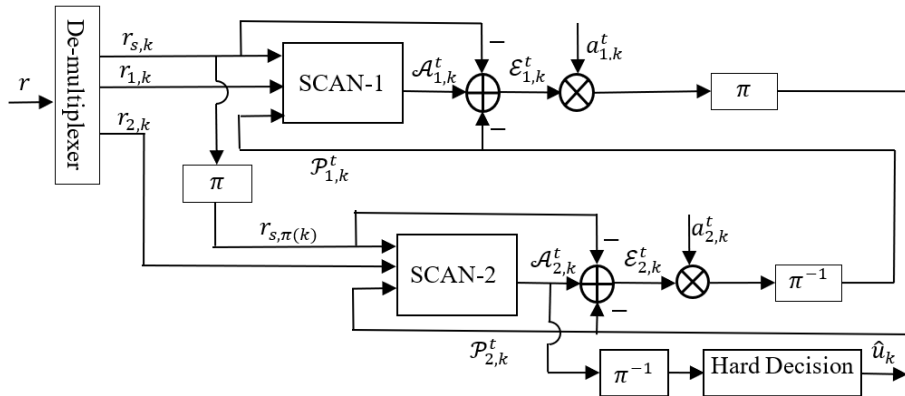 r
De-multiplexer
r_{s,k}
r_{1,k}
r_{2,k}
SCAN-1
𝒜^t_{1,k}
−
−
ℰ^t_{1,k}
a^t_{1,k}
π
𝒫^t_{1,k}
π
r_{s,π(k)}
SCAN-2
𝒜^t_{2,k}
−
−
ℰ^t_{2,k}
a^t_{2,k}
π^{-1}
𝒫^t_{2,k}
π^{-1}
Hard Decision
û_k